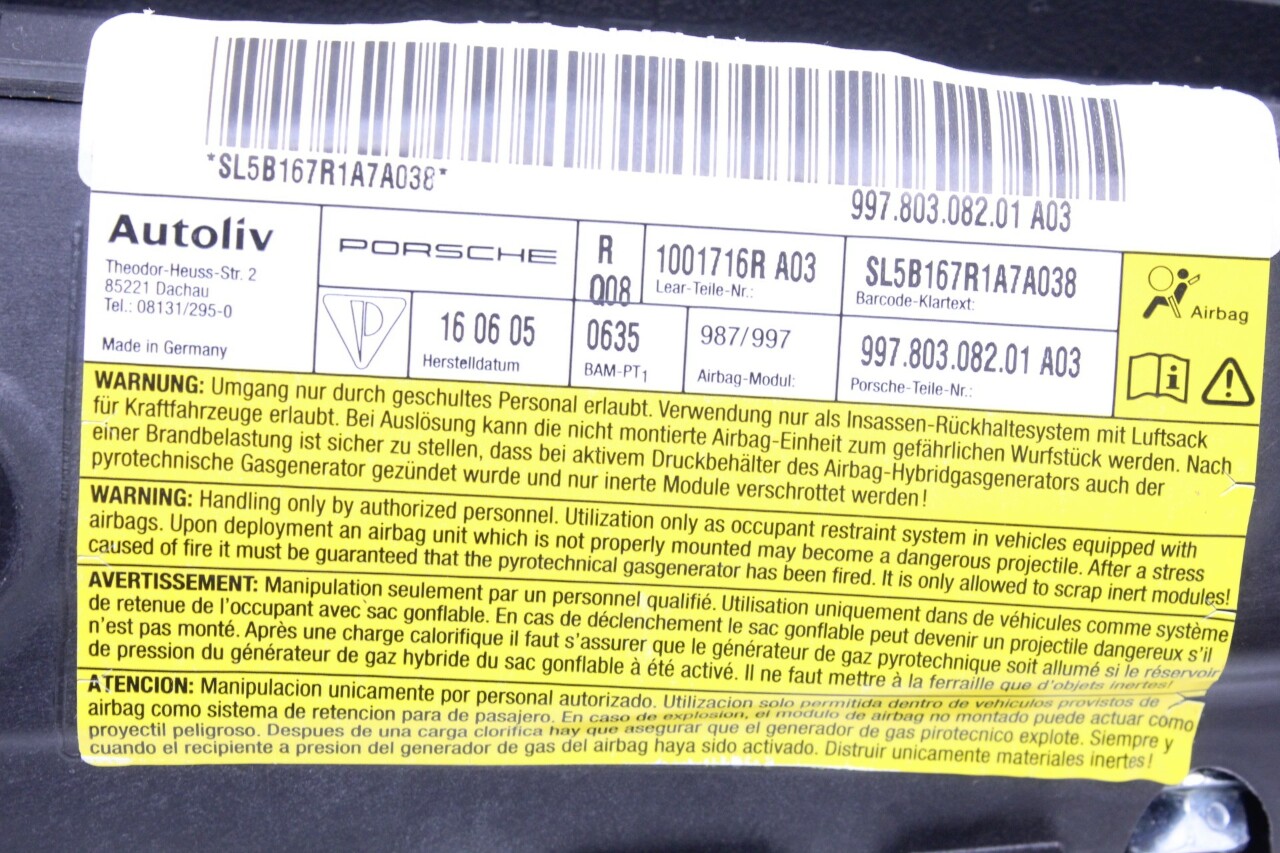 *SL5B167R1A7A038*
997.803.082.01 A03
Autoliv
Theodor-Heuss-Str. 2
85221 Dachau
Tel.: 08131/295-0
Made in Germany
PORSCHE
R
Q08
1001716R A03
Lear-Teile-Nr.:
SL5B167R1A7A038
Barcode-Klartext:
16 06 05
Herstelldatum
0635
BAM-PT1
987/997
Airbag-Modul:
997.803.082.01 A03
Porsche-Teile-Nr.:
Airbag
WARNUNG: Umgang nur durch geschultes Personal erlaubt. Verwendung nur als Insassen-Rückhaltesystem mit Luftsack
für Kraftfahrzeuge erlaubt. Bei Auslösung kann die nicht montierte Airbag-Einheit zum gefährlichen Wurfstück werden. Nach
einer Brandbelastung ist sicher zu stellen, dass bei aktivem Druckbehälter des Airbag-Hybridgasgenerators auch der
pyrotechnische Gasgenerator gezündet wurde und nur inerte Module verschrottet werden!
WARNING: Handling only by authorized personnel. Utilization only as occupant restraint system in vehicles equipped with
airbags. Upon deployment an airbag unit which is not properly mounted may become a dangerous projectile. After a stress
caused of fire it must be guaranteed that the pyrotechnical gasgenerator has been fired. It is only allowed to scrap inert modules!
AVERTISSEMENT: Manipulation seulement par un personnel qualifié. Utilisation uniquement dans de véhicules comme système
de retenue de l'occupant avec sac gonflable. En cas de déclenchement le sac gonflable peut devenir un projectile dangereux s'il
n'est pas monté. Après une charge calorifique il faut s'assurer que le générateur de gaz pyrotechnique soit allumé si le réservoir
de pression du générateur de gaz hybride du sac gonflable à été activé. Il ne faut mettre à la ferraille que d'objets inertes!
ATENCION: Manipulacion unicamente por personal autorizado. Utilizacion solo permitida dentro de vehiculos provistos de
airbag como sistema de retencion para de pasajero. En caso de explosion, el modulo de airbag no montado puede actuar como
proyectil peligroso. Despues de una carga clorifica hay que asegurar que el generador de gas pirotecnico explote. Siempre y
cuando el recipiente a presion del generador de gas del airbag haya sido activado. Distruir unicamente materiales inertes!